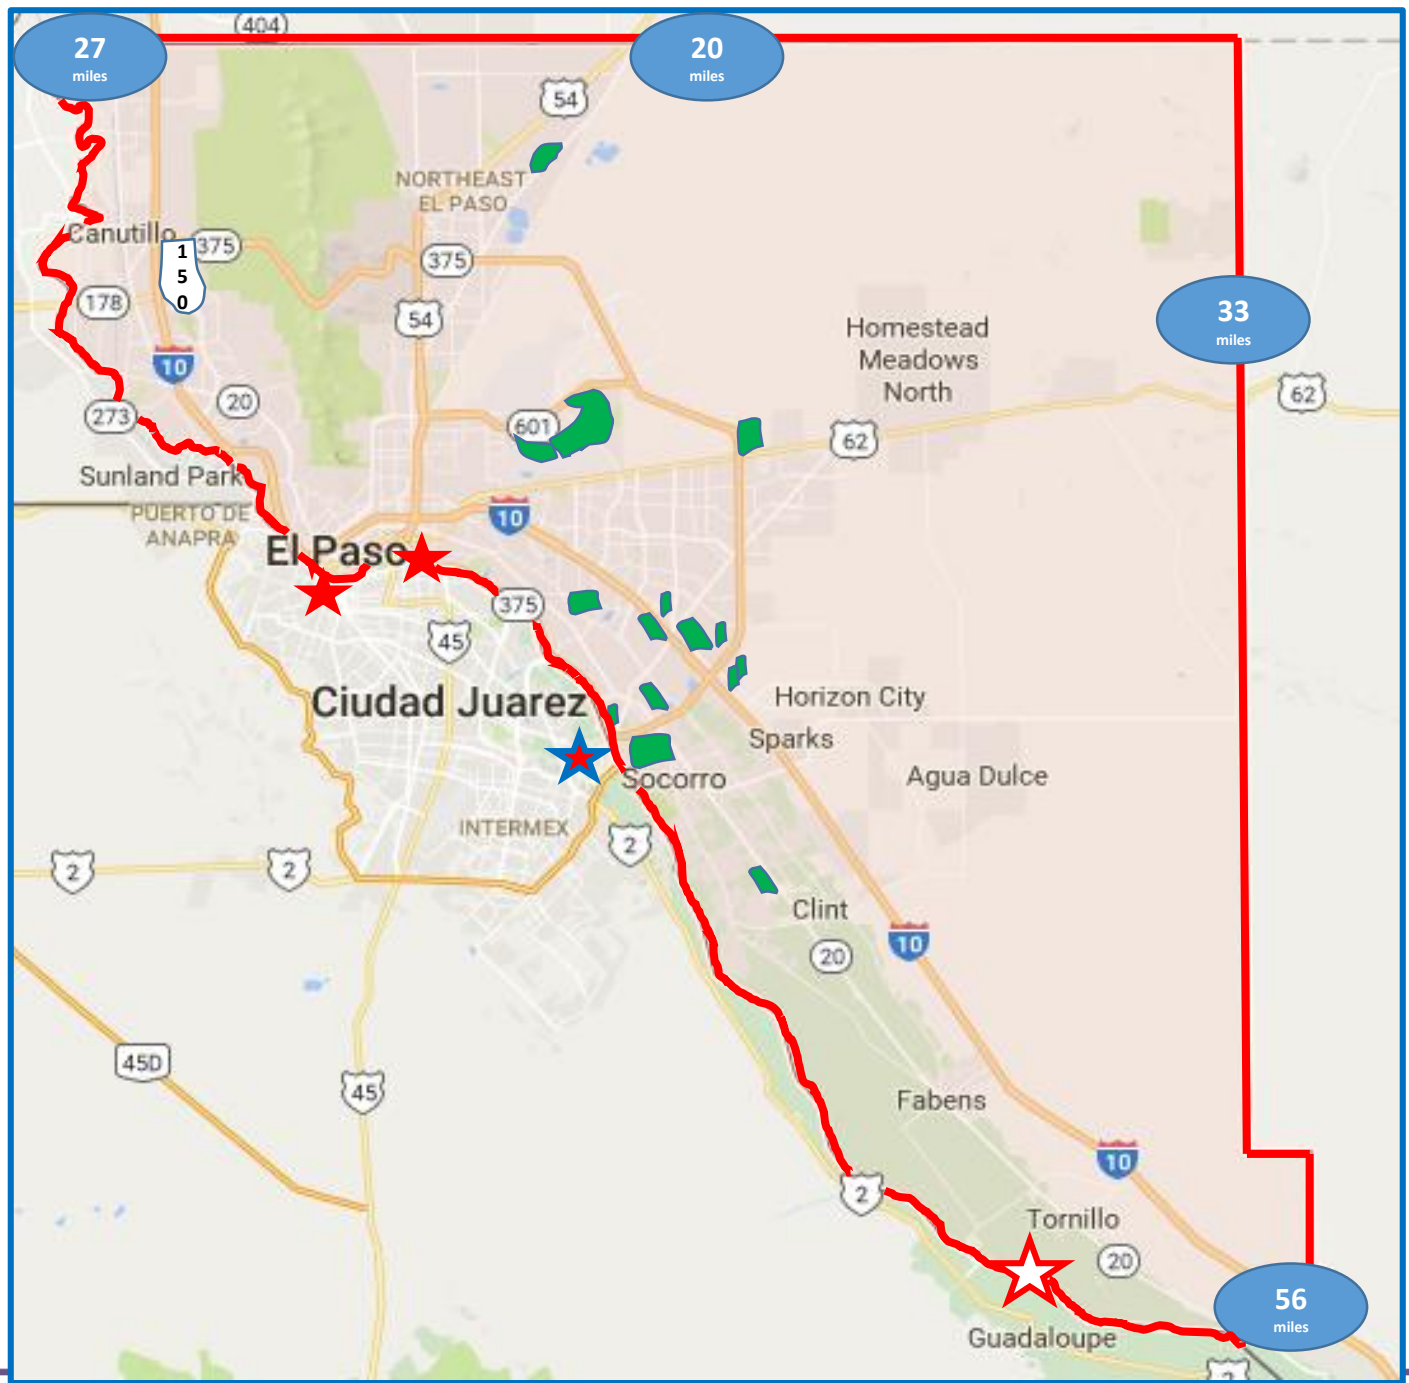 404
27
miles
20
miles
54
NORTHEAST
EL PASO
Canutillo
375
1
5
0
375
178
54
33
miles
Homestead
Meadows
North
10
62
20
273
601
62
Sunland Park
10
PUERTO DE
ANAPRA
El Paso
375
45
Ciudad Juarez
Horizon City
Sparks
Socorro
Agua Dulce
INTERMEX
2
2
2
Clint
10
20
45D
45
Fabens
10
2
Tornillo
20
56
miles
Guadaloupe
2